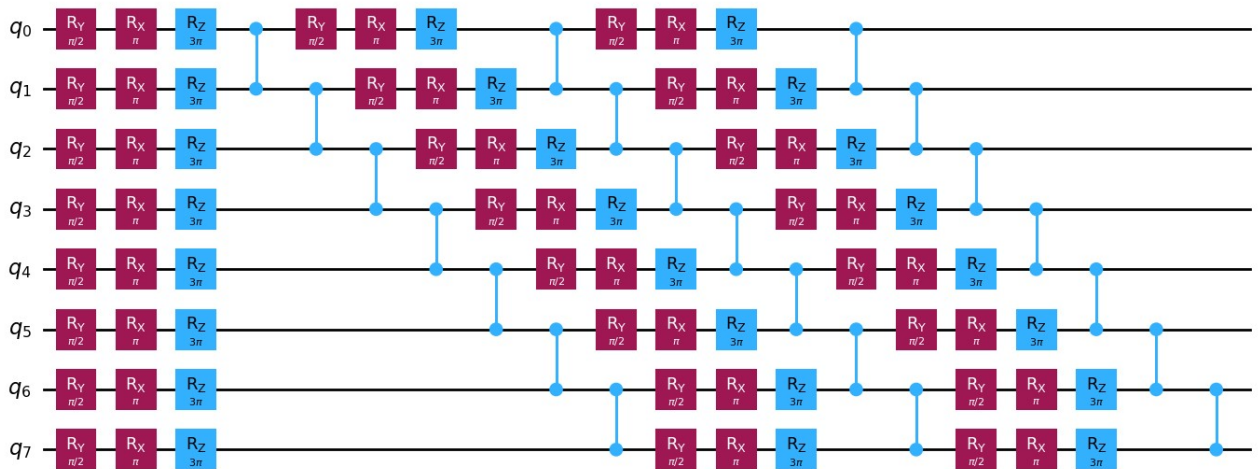 q0 RY π/2 RX π RZ 3π RY π/2 RX π RZ 3π RY π/2 RX π RZ 3π
q1 RY π/2 RX π RZ 3π RY π/2 RX π RZ 3π RY π/2 RX π RZ 3π
q2 RY π/2 RX π RZ 3π RY π/2 RX π RZ 3π RY π/2 RX π RZ 3π
q3 RY π/2 RX π RZ 3π RY π/2 RX π RZ 3π RY π/2 RX π RZ 3π
q4 RY π/2 RX π RZ 3π RY π/2 RX π RZ 3π RY π/2 RX π RZ 3π
q5 RY π/2 RX π RZ 3π RY π/2 RX π RZ 3π RY π/2 RX π RZ 3π
q6 RY π/2 RX π RZ 3π RY π/2 RX π RZ 3π RY π/2 RX π RZ 3π
q7 RY π/2 RX π RZ 3π RY π/2 RX π RZ 3π RY π/2 RX π RZ 3π